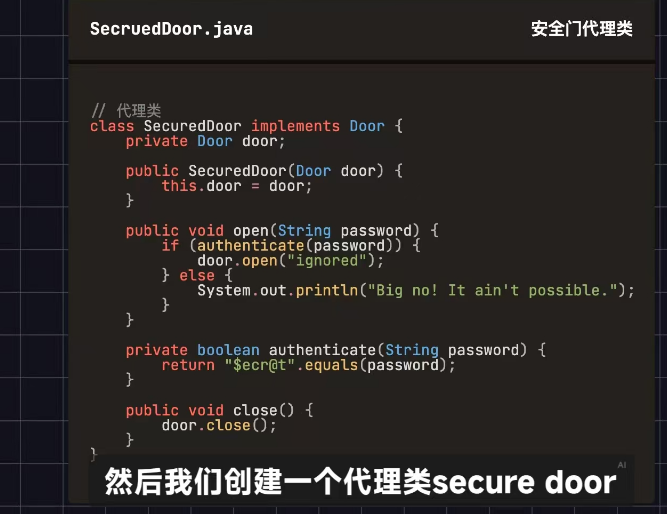 SecruedDoor.java 安全门代理类
// 代理类
class SecuredDoor implements Door {
    private Door door;

    public SecuredDoor(Door door) {
        this.door = door;
    }

    public void open(String password) {
        if (authenticate(password)) {
            door.open("ignored");
        } else {
            System.out.println("Big no! It ain't possible.");
        }
    }

    private boolean authenticate(String password) {
        return "$ecr@t".equals(password);
    }

    public void close() {
        door.close();
    }
}
AI
然后我们创建一个代理类secure door